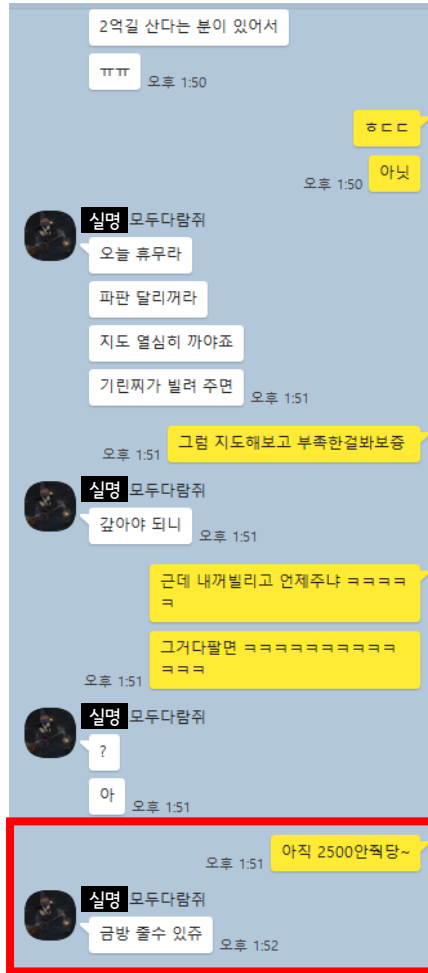 2억길 산다는 분이 있어서
ㅠㅠ
오후 1:50
ㅎㄷㄷ
오후 1:50
아닛
실명 모두다람쥐
오늘 휴무라
파판 달리꺼라
지도 열심히 까야죠
기린찌가 빌려 주면
오후 1:51
그럼 지도해보고 부족한걸봐보증
오후 1:51
실명 모두다람쥐
갚아야 되니
오후 1:51
근데 내꺼빌리고 언제주냐 ㅋㅋㅋㅋ
ㅋ
그거다팔면 ㅋㅋㅋㅋㅋㅋㅋㅋㅋㅋ
ㅋㅋㅋ
오후 1:51
실명 모두다람쥐
?
아
오후 1:51
아직 2500안줙당~
오후 1:51
실명 모두다람쥐
금방 줄수 있쥬
오후 1:52